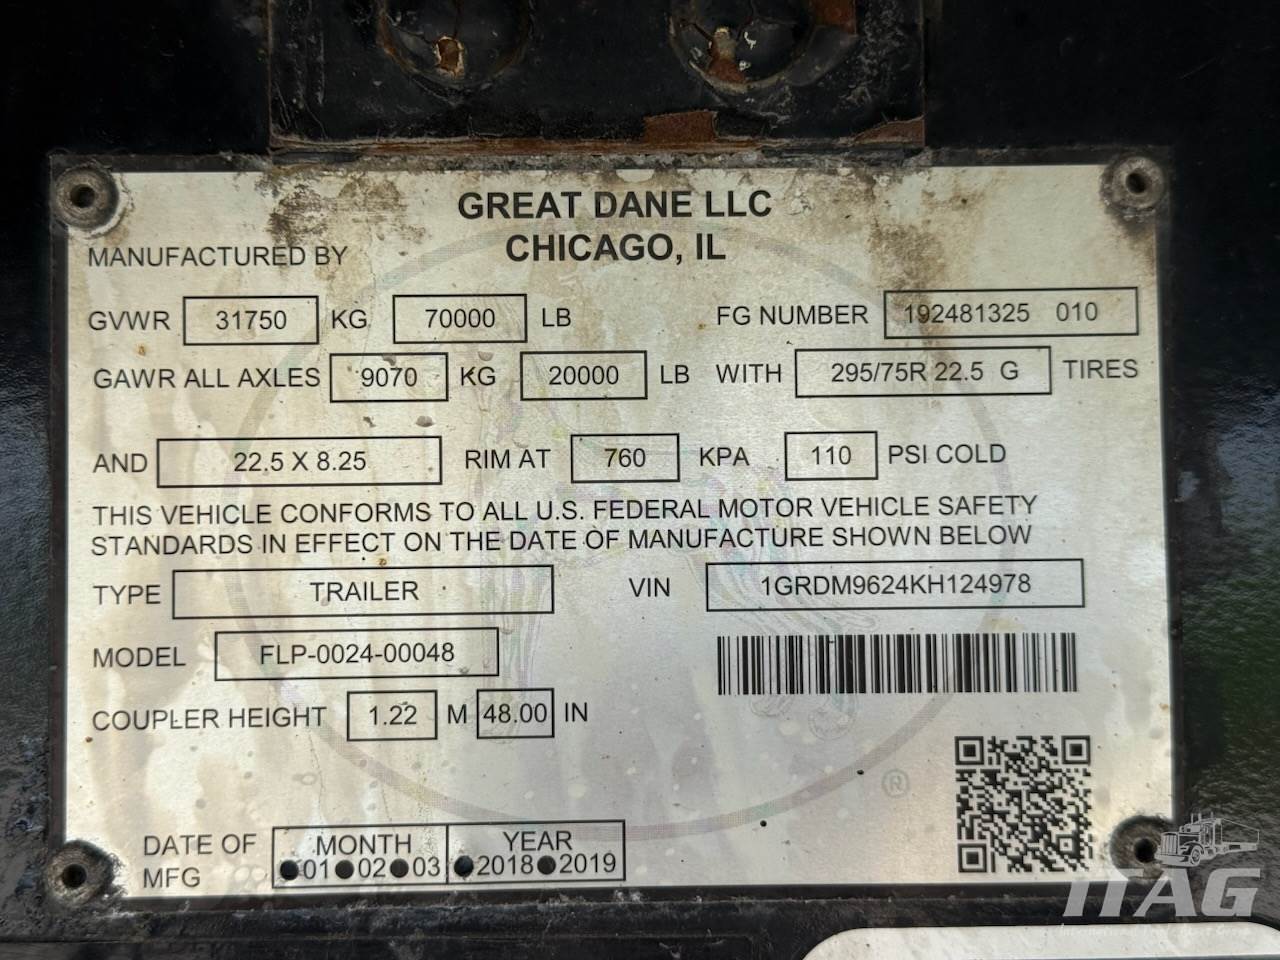 GREAT DANE LLC
MANUFACTURED BY CHICAGO, IL
GVWR 31750 KG 70000 LB FG NUMBER 192481325 010
GAWR ALL AXLES 9070 KG 20000 LB WITH 295/75R 22.5 G TIRES
AND 22.5 X 8.25 RIM AT 760 KPA 110 PSI COLD
THIS VEHICLE CONFORMS TO ALL U.S. FEDERAL MOTOR VEHICLE SAFETY
STANDARDS IN EFFECT ON THE DATE OF MANUFACTURE SHOWN BELOW
TYPE TRAILER VIN 1GRDM9624KH124978
MODEL FLP-0024-00048
COUPLER HEIGHT 1.22 M 48.00 IN
®
DATE OF MFG MONTH YEAR
●01●02●03 ●2018●2019
ITAG